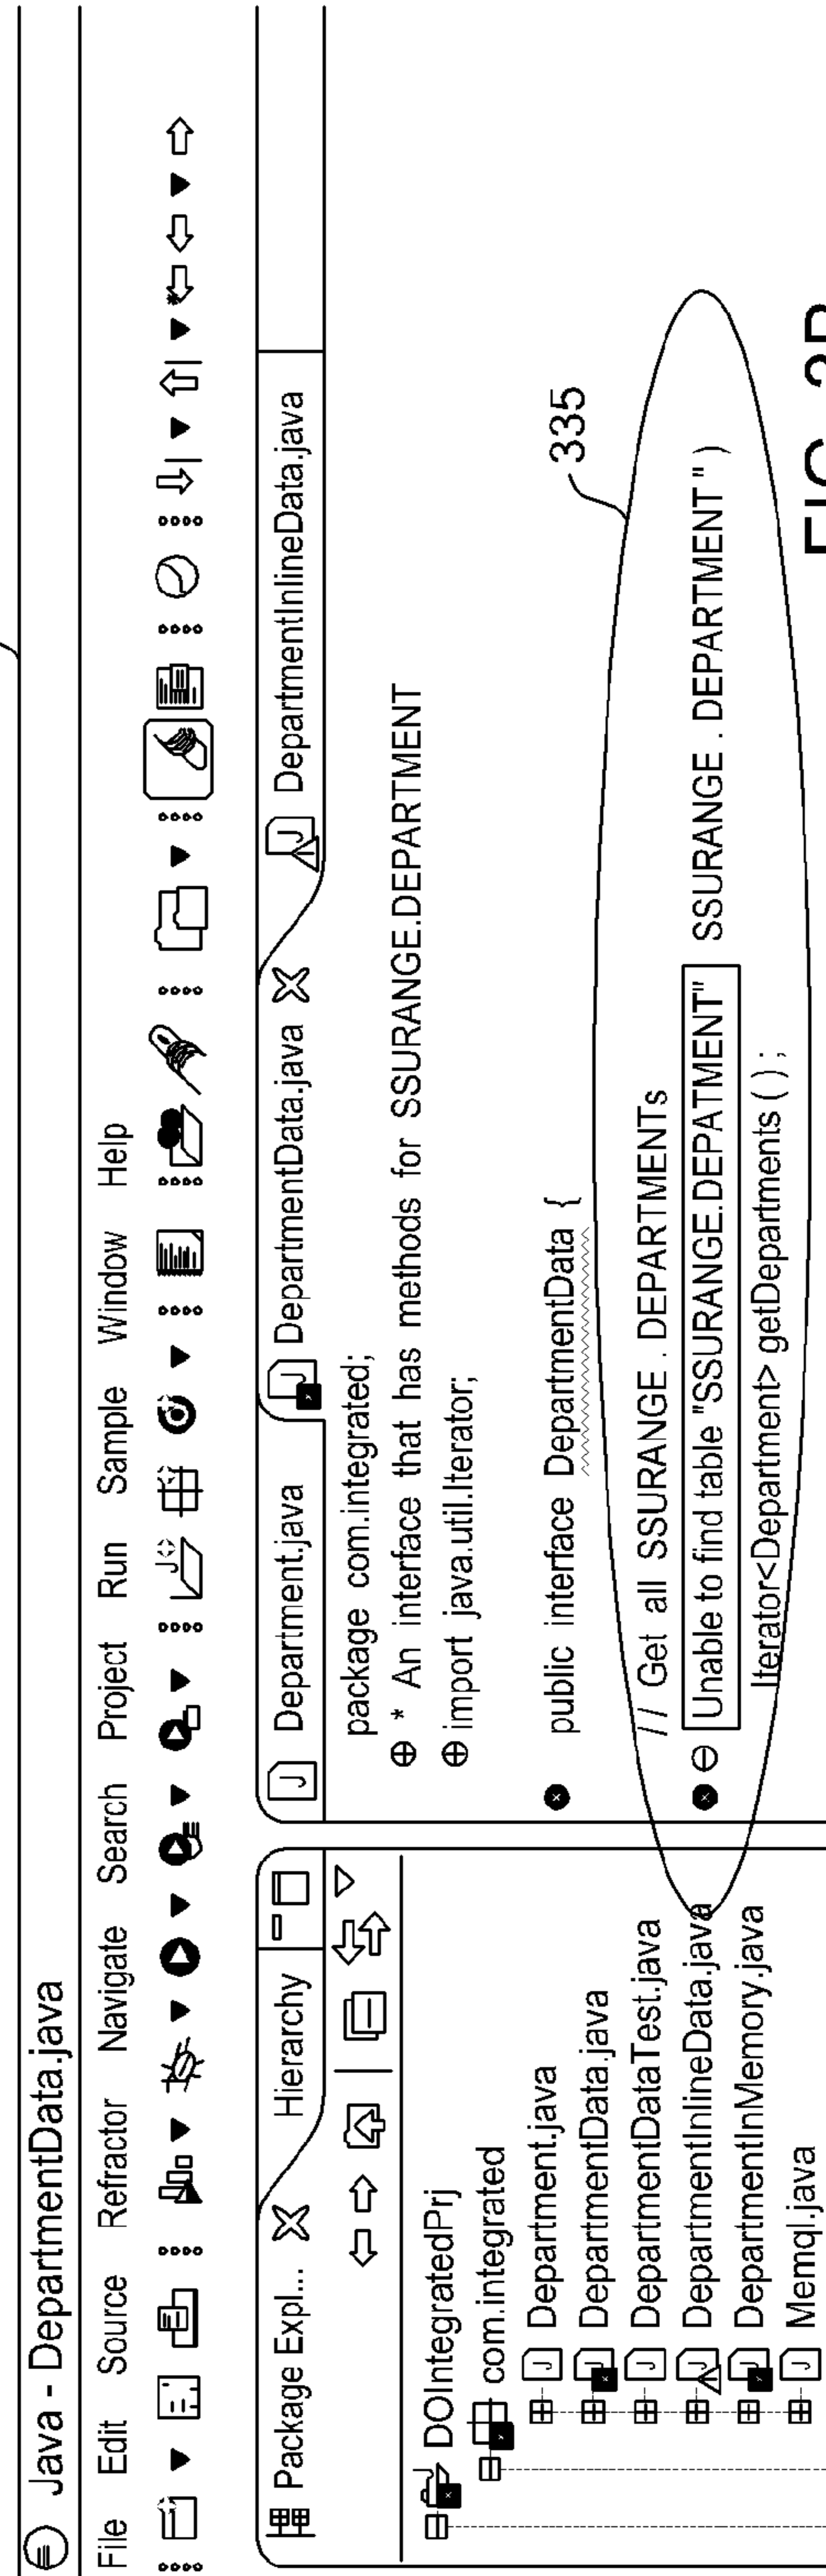 Java - DepartmentData.java
File Edit Source Refractor Navigate Search Project Run Sample Window Help
Package Expl... Hierarchy
DOIntegratedPrj
com.integrated
Department.java
DepartmentData.java
DepartmentDataTest.java
DepartmentInlineData.java
DepartmentInMemory.java
Memql.java
Department.java DepartmentData.java DepartmentInlineData.java
package com.integrated;
* An interface that has methods for SSURANGE.DEPARTMENT
import java.util.Iterator;
public interface DepartmentData {
// Get all SSURANGE . DEPARTMENTs
Unable to find table "SSURANGE.DEPATMENT" SSURANGE . DEPARTMENT " )
Iterator<Department> getDepartments ( ) ;
335